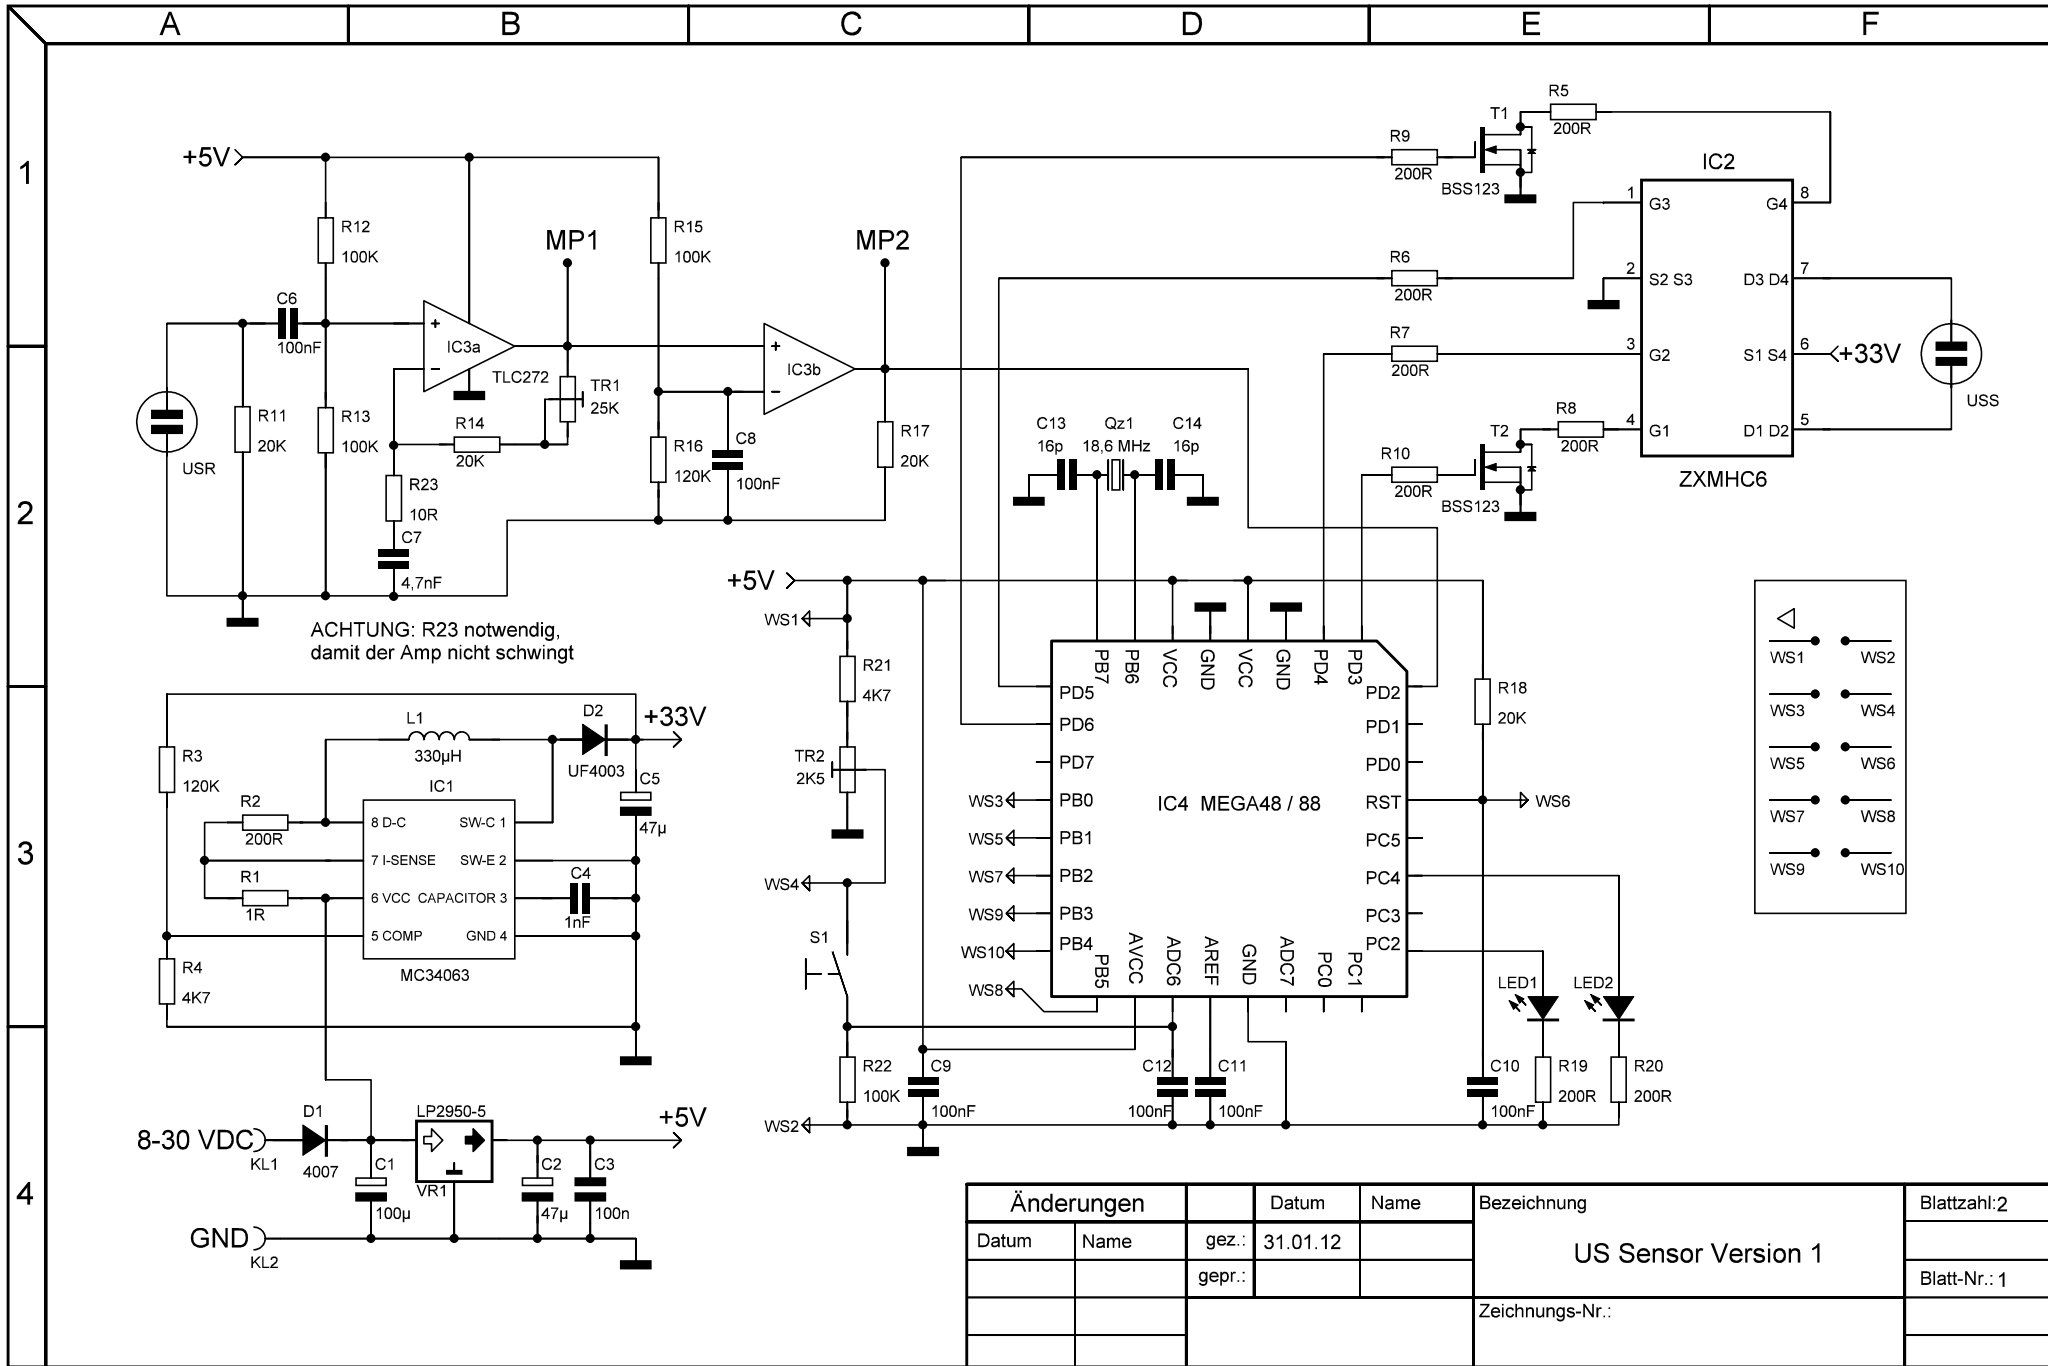 A B C D E F
1
2
3
4
+5V
R12
100K
C6
100nF
USR
R11
20K
R13
100K
IC3a
TLC272
MP1
TR1
25K
R14
20K
R23
10R
C7
4,7nF
R15
100K
R16
120K
C8
100nF
IC3b
MP2
R17
20K
ACHTUNG: R23 notwendig,
damit der Amp nicht schwingt
R9
200R
T1
BSS123
R5
200R
R6
200R
R7
200R
R10
200R
T2
BSS123
R8
200R
IC2
1 G3
2 S2 S3
3 G2
4 G1
G4 8
D3 D4 7
S1 S4 6
D1 D2 5
ZXMHC6
+33V
USS
C13
16p
Qz1
18,6 MHz
C14
16p
+5V
WS1
R21
4K7
TR2
2K5
WS4
S1
R22
100K
WS2
C9
100nF
C12
100nF
C11
100nF
C10
100nF
PB7 PB6 VCC GND VCC GND PD4 PD3
PD5
PD6
PD7
WS3 PB0
WS5 PB1
WS7 PB2
WS9 PB3
WS10 PB4
WS8
IC4 MEGA48 / 88
PD2
PD1
PD0
RST
PC5
PC4
PC3
PC2
PB5 AVCC ADC6 AREF GND ADC7 PC0 PC1
R18
20K
WS6
LED1
LED2
R19
200R
R20
200R
WS1 WS2
WS3 WS4
WS5 WS6
WS7 WS8
WS9 WS10
L1
330µH
D2
UF4003
+33V
R3
120K
R2
200R
R1
1R
R4
4K7
IC1
8 D-C SW-C 1
7 I-SENSE SW-E 2
6 VCC CAPACITOR 3
5 COMP GND 4
MC34063
C5
47µ
C4
1nF
8-30 VDC
KL1
D1
4007
LP2950-5
VR1
+5V
C1
100µ
C2
47µ
C3
100n
GND
KL2
Änderungen Datum Name Bezeichnung Blattzahl:2
Datum Name gez.: 31.01.12
US Sensor Version 1
gepr.: Blatt-Nr.: 1
Zeichnungs-Nr.: